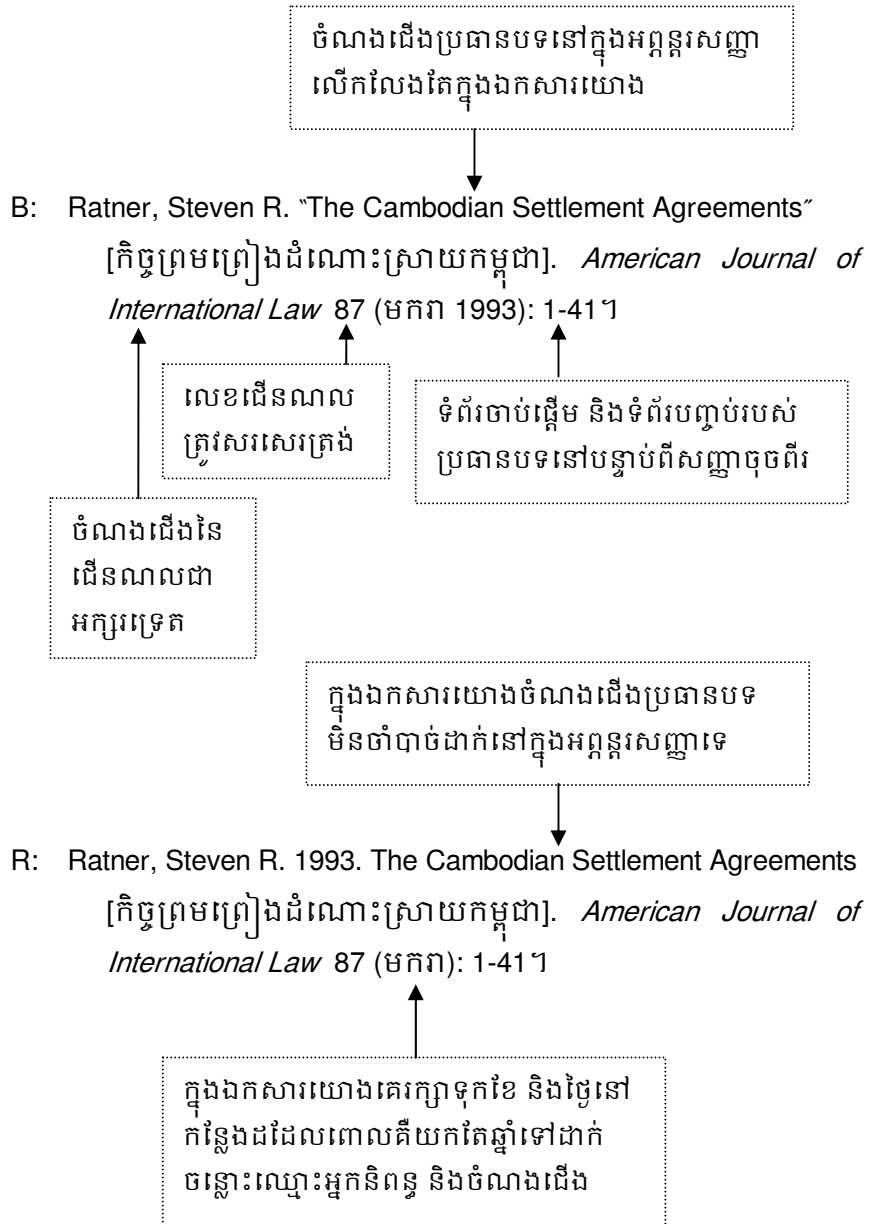 ចំណងជើងប្រធានបទនៅក្នុងអព្ភន្តរសញ្ញា
លើកលែងតែក្នុងឯកសារយោង
B: Ratner, Steven R. “The Cambodian Settlement Agreements”
[កិច្ចព្រមព្រៀងដំណោះស្រាយកម្ពុជា]. American Journal of
International Law 87 (មករា 1993): 1-41។
លេខជើនណល
ត្រូវសរសេរត្រង់
ទំព័រចាប់ផ្តើម និងទំព័របញ្ចប់របស់
ប្រធានបទនៅបន្ទាប់ពីសញ្ញាចុចពីរ
ចំណងជើងនៃ
ជើនណលជា
អក្សរទ្រេត
ក្នុងឯកសារយោងចំណងជើងប្រធានបទ
មិនចាំបាច់ដាក់នៅក្នុងអព្ភន្តរសញ្ញាទេ
R: Ratner, Steven R. 1993. The Cambodian Settlement Agreements
[កិច្ចព្រមព្រៀងដំណោះស្រាយកម្ពុជា]. American Journal of
International Law 87 (មករា): 1-41។
ក្នុងឯកសារយោងគេរក្សាទុកខែ និងថ្ងៃនៅ
កន្លែងដដែលពោលគឺយកតែឆ្នាំទៅដាក់
ចន្លោះឈ្មោះអ្នកនិពន្ធ និងចំណងជើង